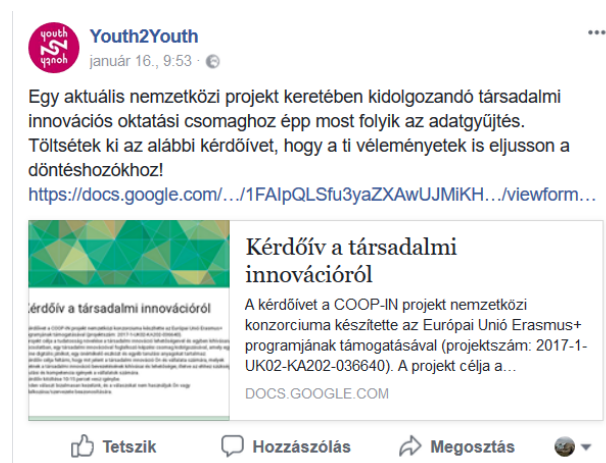 youth
Youth2Youth
január 16., 9:53 ·
Egy aktuális nemzetközi projekt keretében kidolgozandó társadalmi
innovációs oktatási csomaghoz épp most folyik az adatgyűjtés.
Töltsétek ki az alábbi kérdőívet, hogy a ti véleményetek is eljusson a
döntéshozókhoz!
https://docs.google.com/…/1FAIpQLSfu3yaZXAwUJMiKH…/viewform…
Kérdőív a társadalmi
innovációról
A kérdőívet a COOP-IN projekt nemzetközi
konzorciuma készítette az Európai Unió Erasmus+
programjának támogatásával (projektszám: 2017-1-
UK02-KA202-036640). A projekt célja a…
DOCS.GOOGLE.COM
érdőív a társadalmi innovációról
Tetszik
Hozzászólás
Megosztás